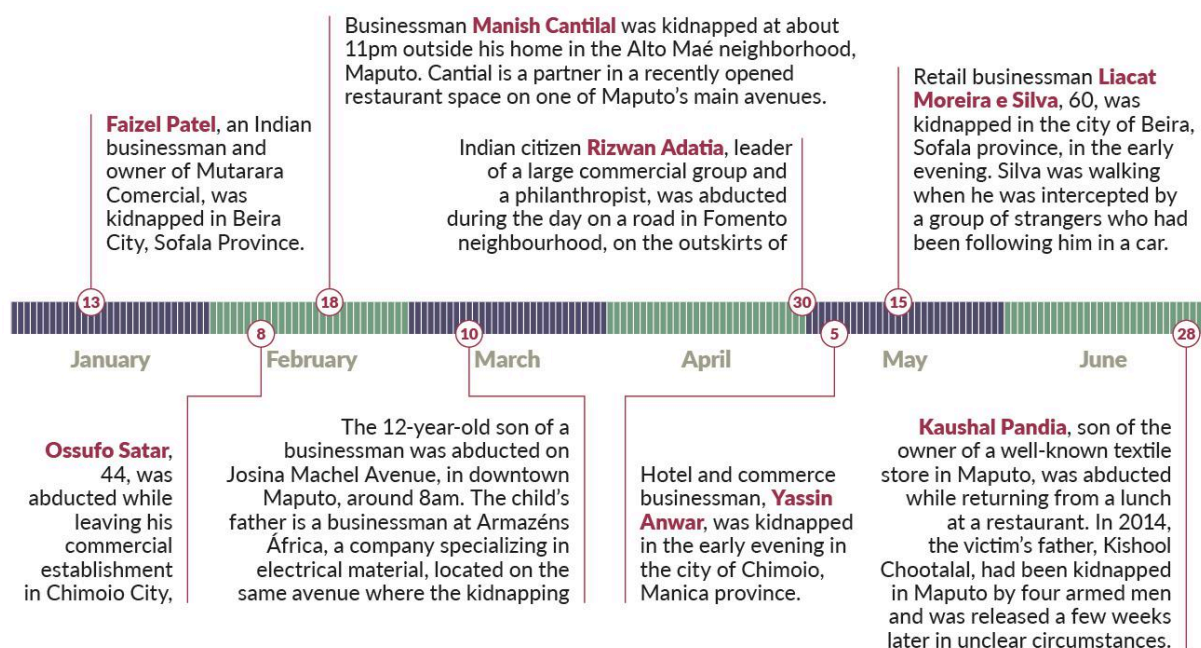 Businessman Manish Cantilal was kidnapped at about
11pm outside his home in the Alto Maé neighborhood,
Maputo. Cantial is a partner in a recently opened
restaurant space on one of Maputo's main avenues.
Faizel Patel, an Indian
businessman and
owner of Mutarara
Comercial, was
kidnapped in Beira
City, Sofala Province.
Indian citizen Rizwan Adatia, leader
of a large commercial group and
a philanthropist, was abducted
during the day on a road in Fomento
neighbourhood, on the outskirts of
Retail businessman Liacat
Moreira e Silva, 60, was
kidnapped in the city of Beira,
Sofala province, in the early
evening. Silva was walking
when he was intercepted by
a group of strangers who had
been following him in a car.
13
18
30
15
8
10
5
28
January
February
March
April
May
June
Ossufo Satar,
44, was
abducted while
leaving his
commercial
establishment
in Chimoio City,
The 12-year-old son of a
businessman was abducted on
Josina Machel Avenue, in downtown
Maputo, around 8am. The child's
father is a businessman at Armazéns
África, a company specializing in
electrical material, located on the
same avenue where the kidnapping
Hotel and commerce
businessman, Yassin
Anwar, was kidnapped
in the early evening in
the city of Chimoio,
Manica province.
Kaushal Pandia, son of the
owner of a well-known textile
store in Maputo, was abducted
while returning from a lunch
at a restaurant. In 2014,
the victim's father, Kishool
Chootalal, had been kidnapped
in Maputo by four armed men
and was released a few weeks
later in unclear circumstances.